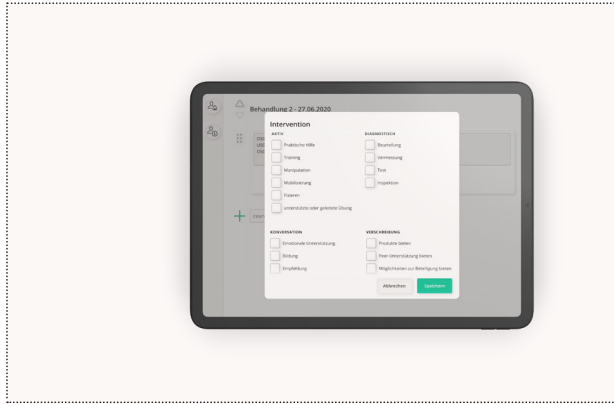 Behandlung 2 - 27.06.2020
Intervention
AKTIV
Praktische Hilfe
Training
Manipulation
Mobilisierung
Fixieren
unterstützte oder geleitete Übung
DIAGNOSTISCH
Beurteilung
Vermessung
Test
Inspektion
KONVERSATION
Emotionale Unterstützung
Bildung
Empfehlung
VERSCHREIBUNG
Produkte bieten
Peer-Unterstützung bieten
Möglichkeiten zur Beteiligung bieten
Abbrechen
Speichern